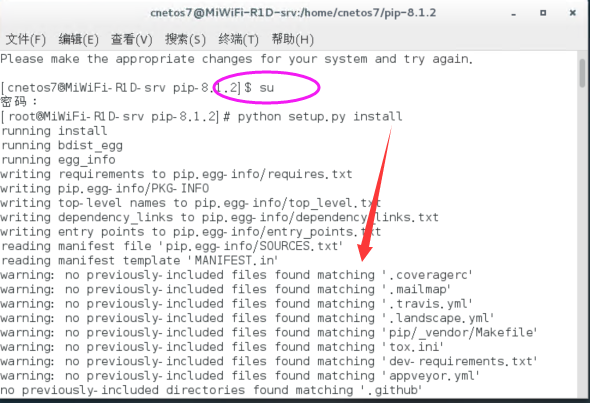 cnetos7@MiWiFi-R1D-srv:/home/cnetos7/pip-8.1.2
文件(F) 编辑(E) 查看(V) 搜索(S) 终端(T) 帮助(H)
Please make the appropriate changes for your system and try again.
[cnetos7@MiWiFi-R1D-srv pip-8.1.2]$ su
密码：
[root@MiWiFi-R1D-srv pip-8.1.2]# python setup.py install
running install
running bdist_egg
running egg_info
writing requirements to pip.egg-info/requires.txt
writing pip.egg-info/PKG-INFO
writing top-level names to pip.egg-info/top_level.txt
writing dependency_links to pip.egg-info/dependency_links.txt
writing entry points to pip.egg-info/entry_points.txt
reading manifest file 'pip.egg-info/SOURCES.txt'
reading manifest template 'MANIFEST.in'
warning: no previously-included files found matching '.coveragerc'
warning: no previously-included files found matching '.mailmap'
warning: no previously-included files found matching '.travis.yml'
warning: no previously-included files found matching '.landscape.yml'
warning: no previously-included files found matching 'pip/_vendor/Makefile'
warning: no previously-included files found matching 'tox.ini'
warning: no previously-included files found matching 'dev-requirements.txt'
warning: no previously-included files found matching 'appveyor.yml'
no previously-included directories found matching '.github'